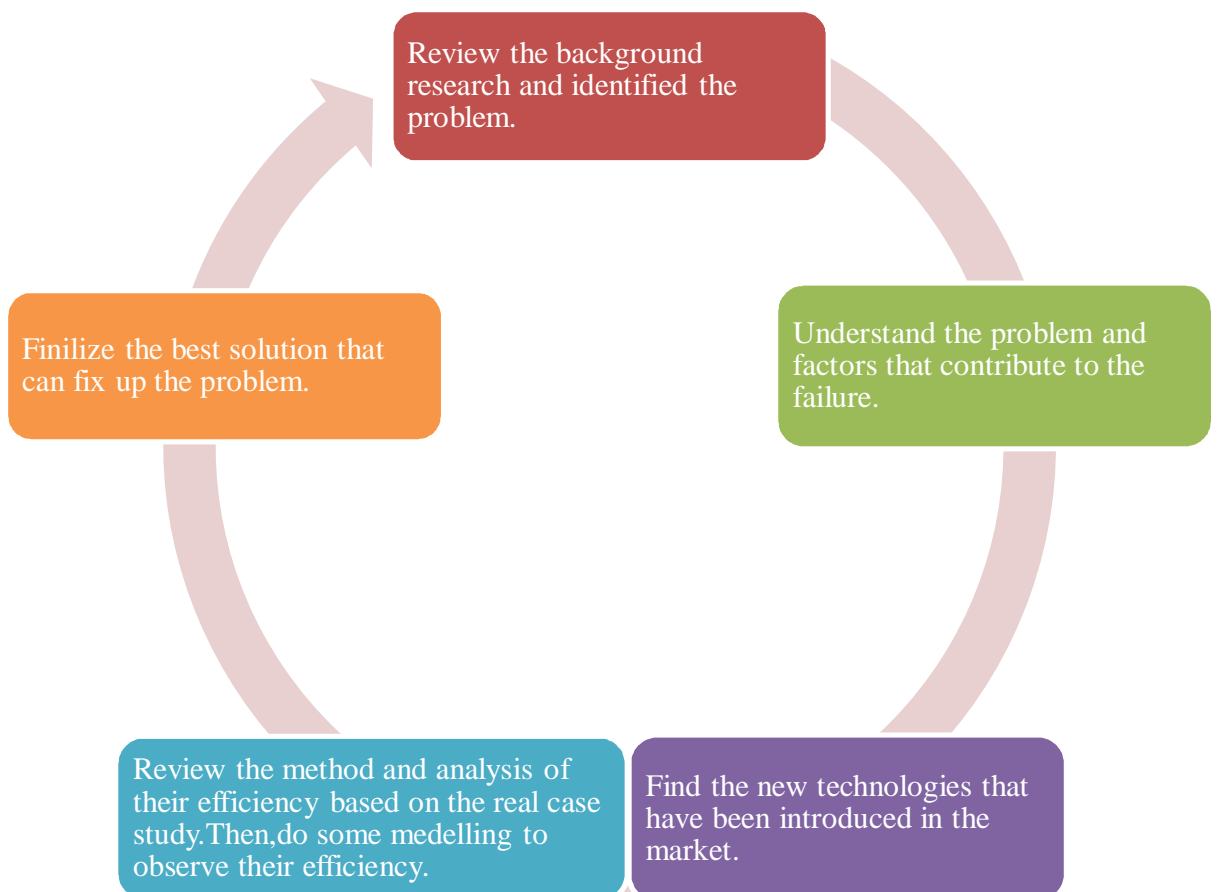 Review the background
research and identified the
problem.
Understand the problem and
factors that contribute to the
failure.
Find the new technologies that
have been introduced in the
market.
Review the method and analysis of
their efficiency based on the real case
study.Then,do some medelling to
observe their efficiency.
Finilize the best solution that
can fix up the problem.